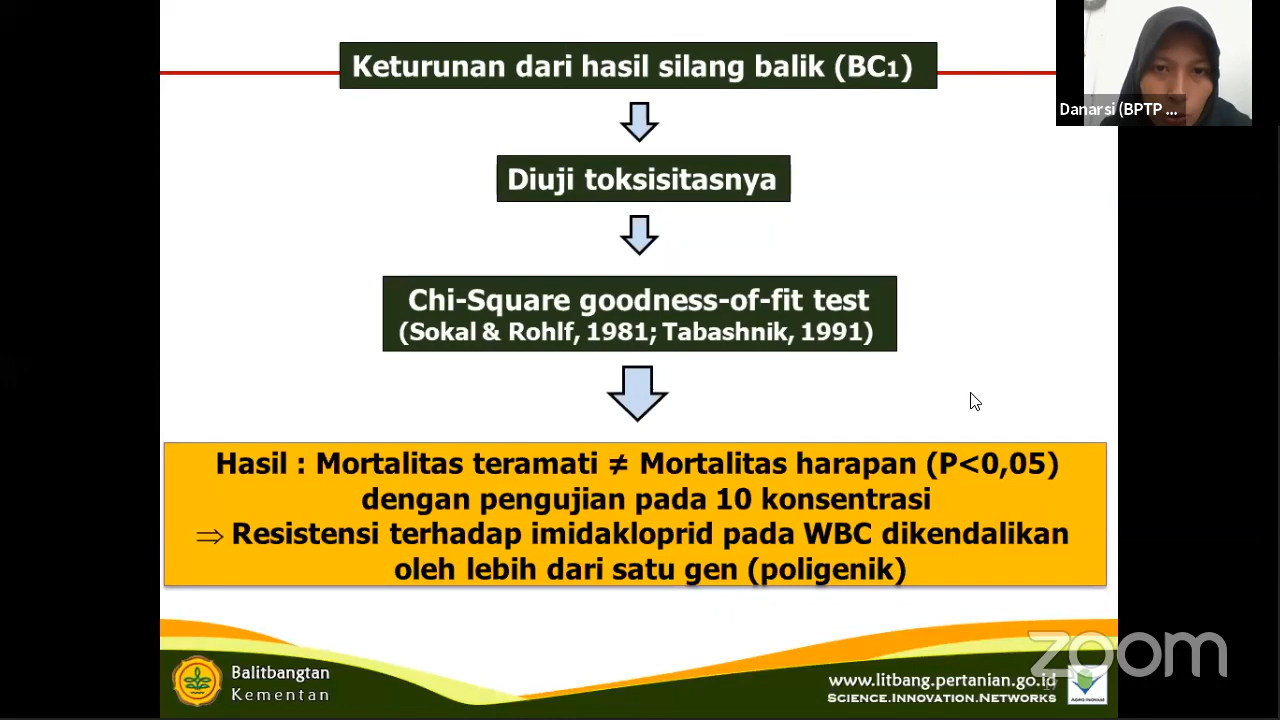 Keturunan dari hasil silang balik (BC1)
Danarsi (BPTP ...
Diuji toksisitasnya
Chi-Square goodness-of-fit test
(Sokal & Rohlf, 1981; Tabashnik, 1991)
Hasil : Mortalitas teramati ≠ Mortalitas harapan (P<0,05)
dengan pengujian pada 10 konsentrasi
⇒ Resistensi terhadap imidakloprid pada WBC dikendalikan
oleh lebih dari satu gen (poligenik)
Balitbangtan
Kementan
www.litbang.pertanian.go.id
Science.Innovation.Networks
zoom